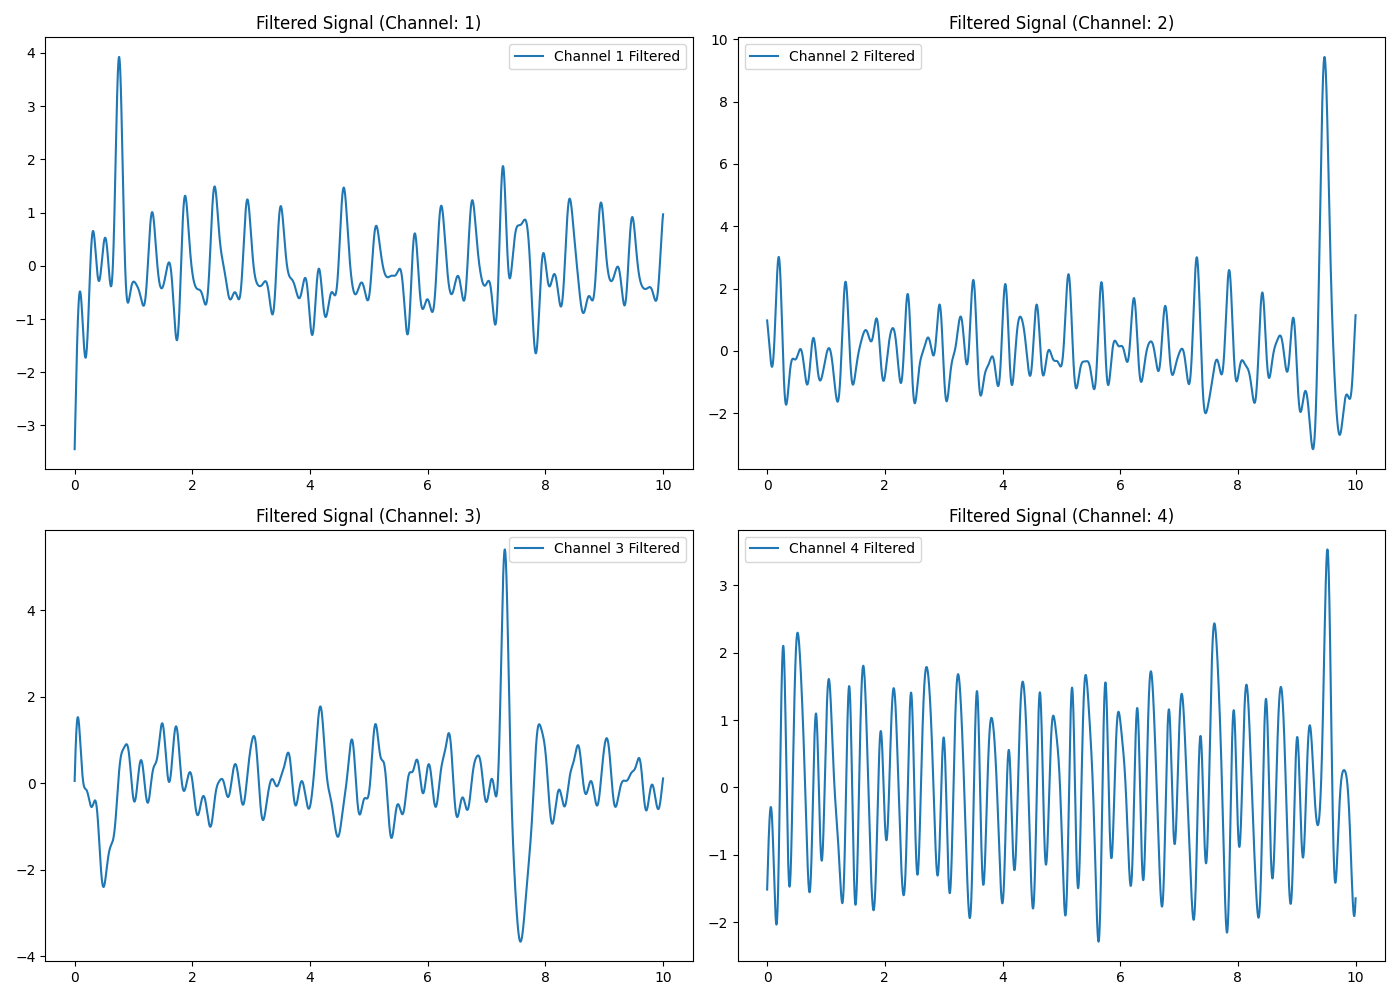 Filtered Signal (Channel: 1)
Channel 1 Filtered
4
3
2
1
0
−1
−2
−3
0 2 4 6 8 10
Filtered Signal (Channel: 2)
Channel 2 Filtered
10
8
6
4
2
0
−2
0 2 4 6 8 10
Filtered Signal (Channel: 3)
Channel 3 Filtered
4
2
0
−2
−4
0 2 4 6 8 10
Filtered Signal (Channel: 4)
Channel 4 Filtered
3
2
1
0
−1
−2
0 2 4 6 8 10